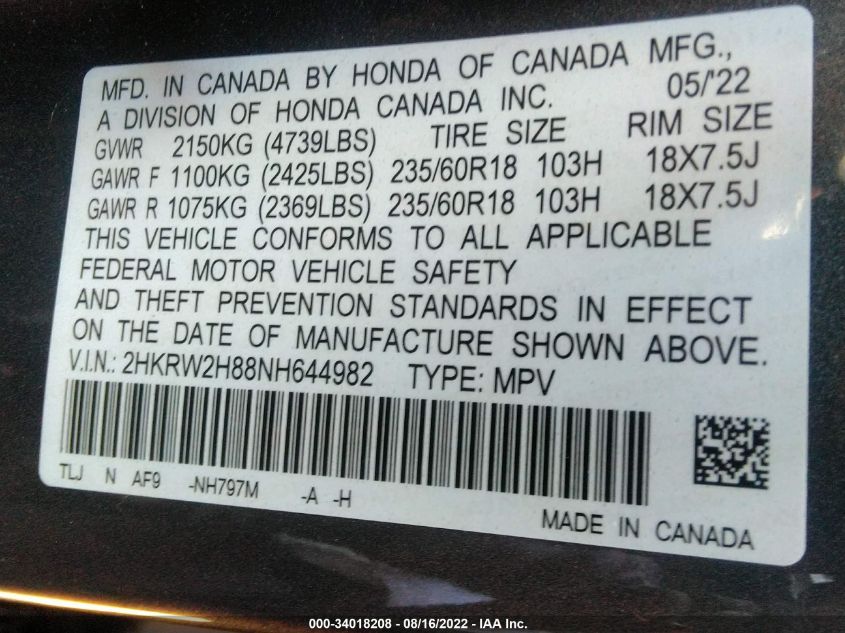 MFD. IN CANADA BY HONDA OF CANADA MFG.,
A DIVISION OF HONDA CANADA INC. 05/'22
GVWR 2150KG (4739LBS) TIRE SIZE RIM SIZE
GAWR F 1100KG (2425LBS) 235/60R18 103H 18X7.5J
GAWR R 1075KG (2369LBS) 235/60R18 103H 18X7.5J
THIS VEHICLE CONFORMS TO ALL APPLICABLE
FEDERAL MOTOR VEHICLE SAFETY
AND THEFT PREVENTION STANDARDS IN EFFECT
ON THE DATE OF MANUFACTURE SHOWN ABOVE.
V.I.N.: 2HKRW2H88NH644982 TYPE: MPV
TLJ N AF9 -NH797M -A -H
MADE IN CANADA
000-34018208 - 08/16/2022 - IAA Inc.